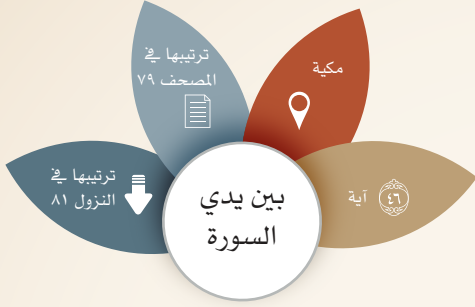 بين يدي
السورة
٤٦ آية
مكية
ترتيبها في
المصحف ٧٩
ترتيبها في
النزول ٨١